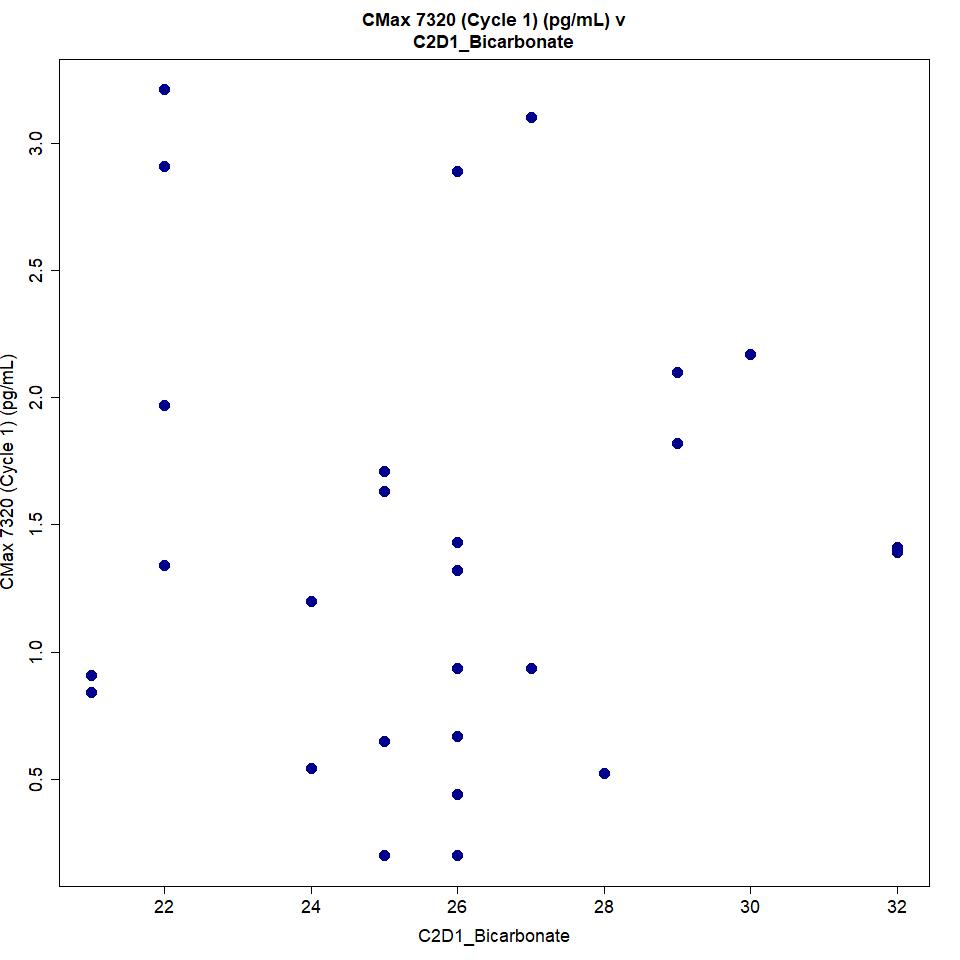 CMax 7320 (Cycle 1) (pg/mL) v
C2D1_Bicarbonate
3.0
2.5
2.0
1.5
1.0
0.5
CMax 7320 (Cycle 1) (pg/mL)
22 24 26 28 30 32
C2D1_Bicarbonate